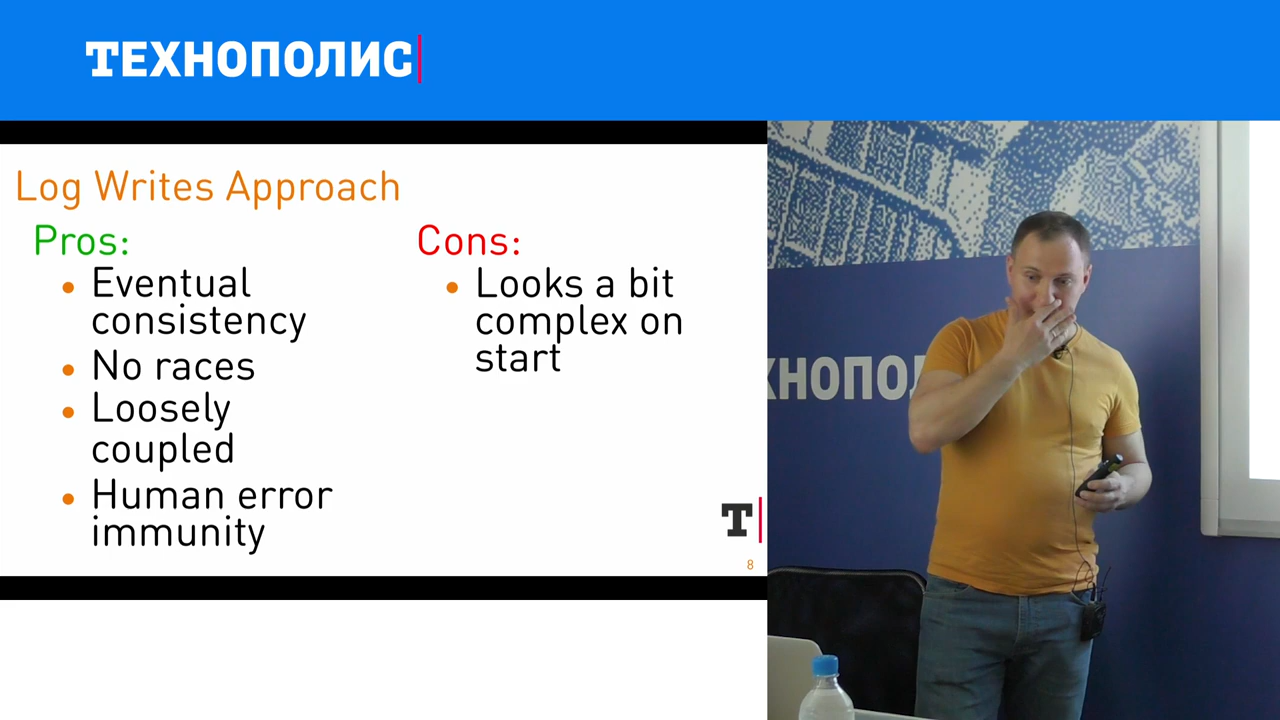 ТЕХНОПОЛИС
Log Writes Approach
Pros:
Eventual
consistency
No races
Loosely
coupled
Human error
immunity
Cons:
Looks a bit
complex on
start
Т
8
ХНОПОЛ